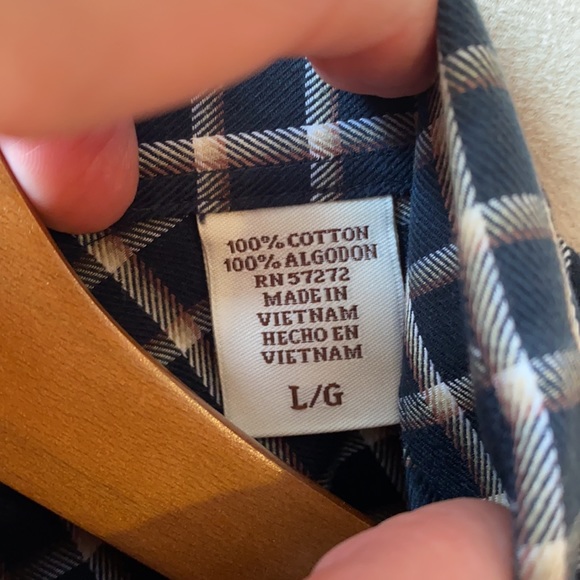 100% COTTON
100% ALGODON
RN 57272
MADE IN
VIETNAM
HECHO EN
VIETNAM
L/G